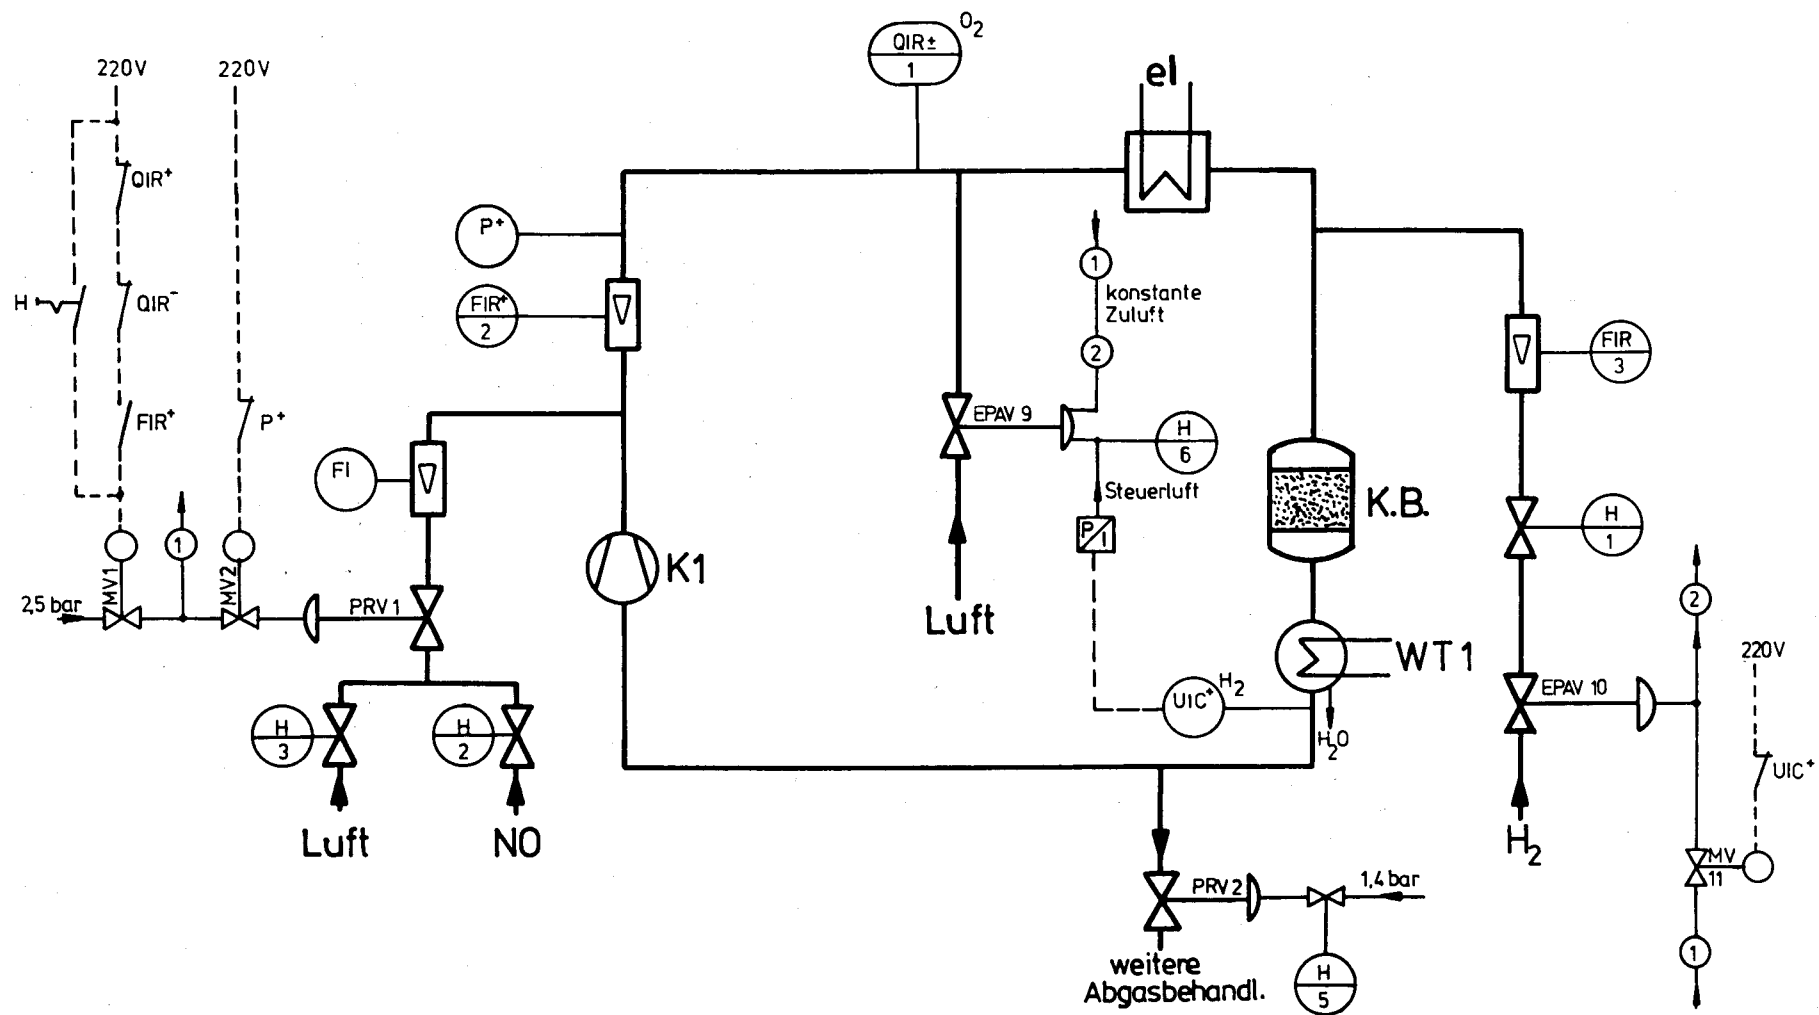 QIR± O2
1
el
220V 220V
QIR+
P+
1
H QIR-
FIR+
2
konstante
Zuluft
2
FIR
3
FIR+ P+
EPAV 9
H
6
FI
Steuerluft
K.B.
P/I
H
1
1
K1
MV1 MV2
2,5 bar PRV 1
Luft
2
WT1
220V
UIC+ H2
EPAV 10
H
3
H
2
H2O
UIC+
Luft NO
H2
MV
11
PRV 2 1,4 bar
1
weitere
Abgasbehandl.
H
5